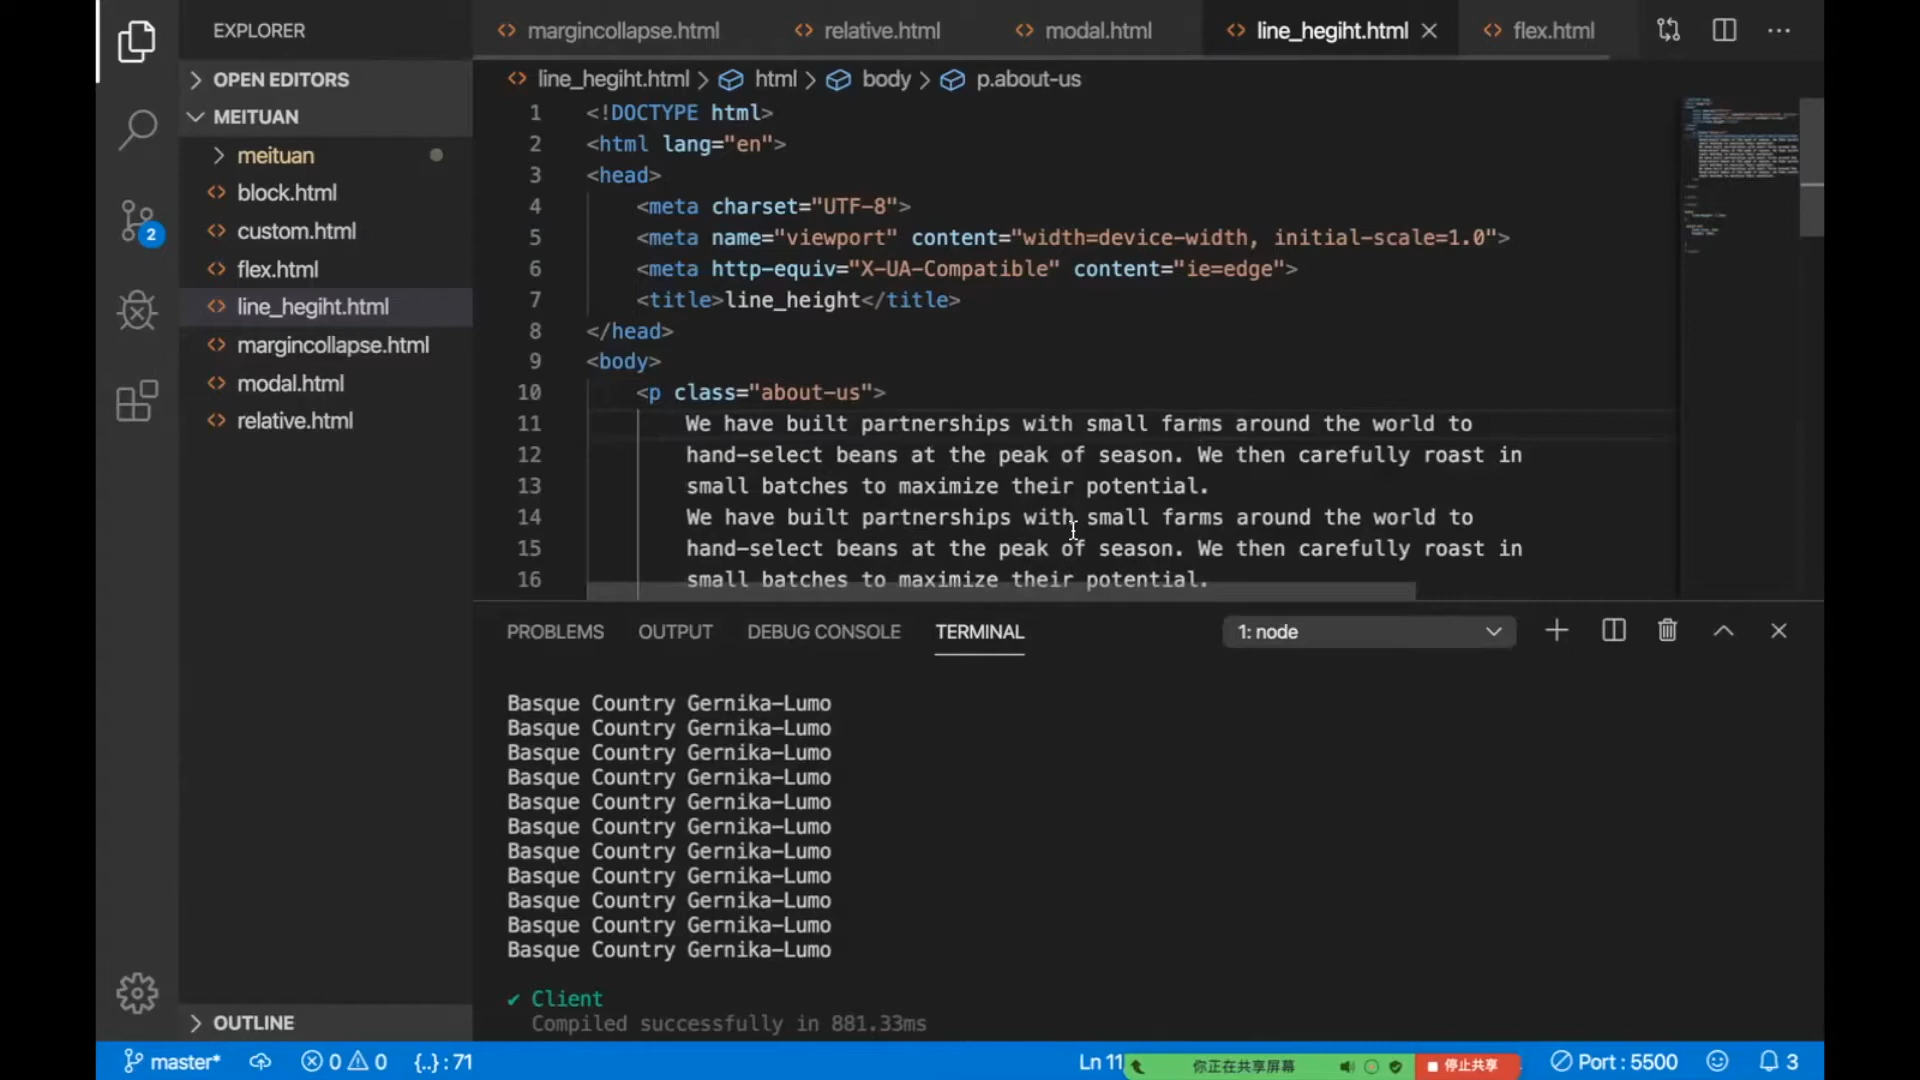 EXPLORER
margincollapse.html
relative.html
modal.html
line_hegiht.html
flex.html
OPEN EDITORS
MEITUAN
meituan
block.html
custom.html
flex.html
line_hegiht.html
margincollapse.html
modal.html
relative.html
OUTLINE
2
line_hegiht.html > html > body > p.about-us
1 <!DOCTYPE html>
2 <html lang="en">
3 <head>
4 <meta charset="UTF-8">
5 <meta name="viewport" content="width=device-width, initial-scale=1.0">
6 <meta http-equiv="X-UA-Compatible" content="ie=edge">
7 <title>line_height</title>
8 </head>
9 <body>
10 <p class="about-us">
11 We have built partnerships with small farms around the world to
12 hand-select beans at the peak of season. We then carefully roast in
13 small batches to maximize their potential.
14 We have built partnerships with small farms around the world to
15 hand-select beans at the peak of season. We then carefully roast in
16 small batches to maximize their potential.
PROBLEMS OUTPUT DEBUG CONSOLE TERMINAL 1: node
Basque Country Gernika-Lumo
Basque Country Gernika-Lumo
Basque Country Gernika-Lumo
Basque Country Gernika-Lumo
Basque Country Gernika-Lumo
Basque Country Gernika-Lumo
Basque Country Gernika-Lumo
Basque Country Gernika-Lumo
Basque Country Gernika-Lumo
Basque Country Gernika-Lumo
Basque Country Gernika-Lumo
✔ Client
Compiled successfully in 881.33ms
master* 0 0 {..} : 71 Ln 11 你正在共享屏幕 停止共享 Port : 5500 3